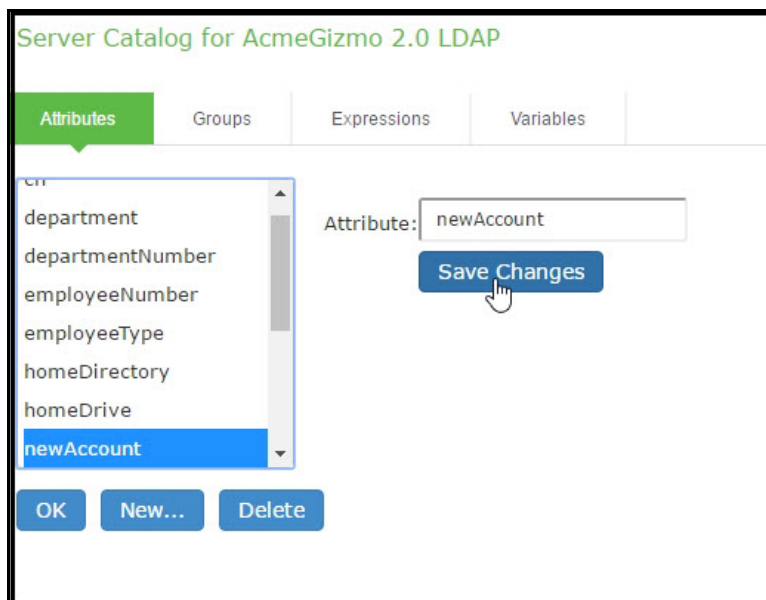 Server Catalog for AcmeGizmo 2.0 LDAP
Attributes Groups Expressions Variables
cn
department
departmentNumber
employeeNumber
employeeType
homeDirectory
homeDrive
newAccount
Attribute: newAccount
Save Changes
OK New... Delete